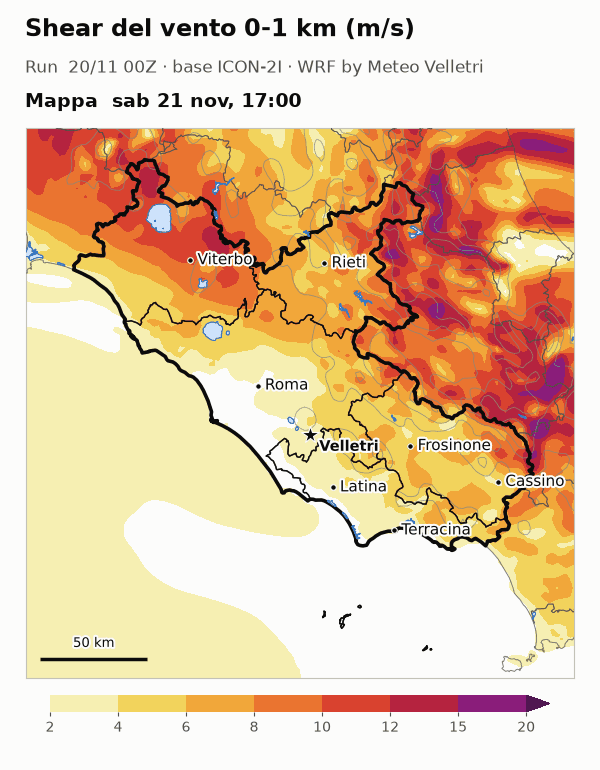 Shear del vento 0-1 km (m/s)
Run  20/11 00Z · base ICON-2I · WRF by Meteo Velletri
Mappa  sab 21 nov, 17:00
Viterbo
Rieti
Roma
Velletri
Frosinone
Cassino
Latina
Terracina
50 km
2 4 6 8 10 12 15 20